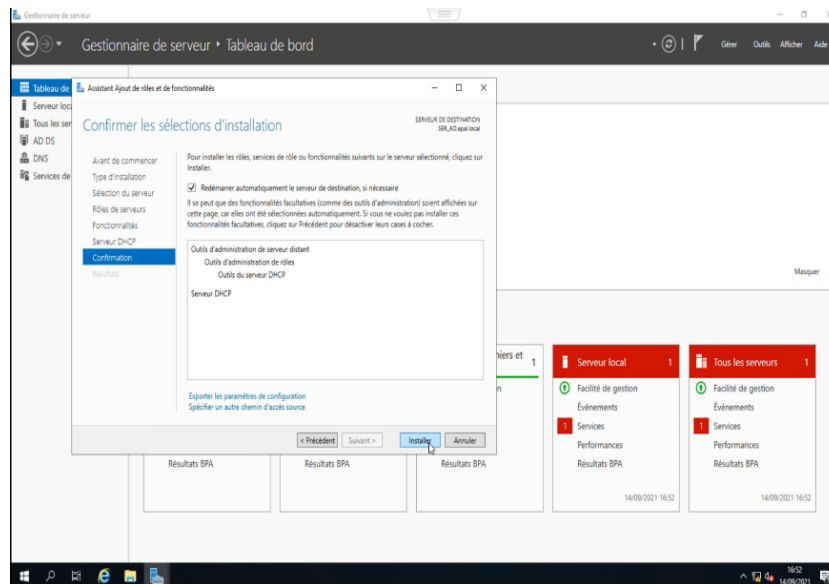 Gestionnaire de serveur
Gestionnaire de serveur • Tableau de bord
Gérer Outils Afficher Aide
Tableau de
Serveur loc
Tous les ser
AD DS
DNS
Services de
Assistant Ajout de rôles et de fonctionnalités
Confirmer les sélections d'installation
SERVEUR DE DESTINATION
SER_AD.epal.local
Avant de commencer
Type d'installation
Sélection du serveur
Rôles de serveurs
Fonctionnalités
Serveur DHCP
Confirmation
Résultats
Pour installer les rôles, services de rôle ou fonctionnalités suivants sur le serveur sélectionné, cliquez sur
Installer.
Redémarrer automatiquement le serveur de destination, si nécessaire
Il se peut que des fonctionnalités facultatives (comme des outils d'administration) soient affichées sur
cette page, car elles ont été sélectionnées automatiquement. Si vous ne voulez pas installer ces
fonctionnalités facultatives, cliquez sur Précédent pour désactiver leurs cases à cocher.
Outils d'administration de serveur distant
Outils d'administration de rôles
Outils du serveur DHCP
Serveur DHCP
Exporter les paramètres de configuration
Spécifier un autre chemin d'accès source
< Précédent Suivant > Installer Annuler
Masquer
niers et 1
n
Résultats BPA
Résultats BPA
Résultats BPA
Serveur local 1
Facilité de gestion
Événements
1 Services
Performances
Résultats BPA
14/09/2021 16:52
Tous les serveurs 1
Facilité de gestion
Événements
1 Services
Performances
Résultats BPA
14/09/2021 16:52
16:52
14/09/2021